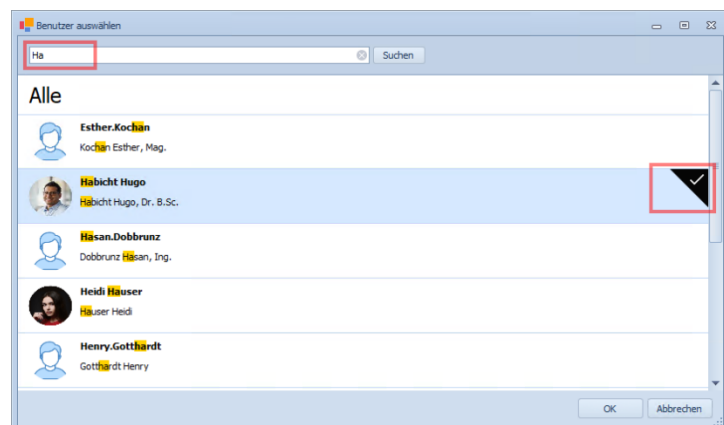 Benutzer auswählen
Ha
Suchen
Alle
Esther.Kochan
Kochan Esther, Mag.
Habicht Hugo
Habicht Hugo, Dr. B.Sc.
Hasan.Dobbrunz
Dobbrunz Hasan, Ing.
Heidi Hauser
Hauser Heidi
Henry.Gotthardt
Gotthardt Henry
OK
Abbrechen